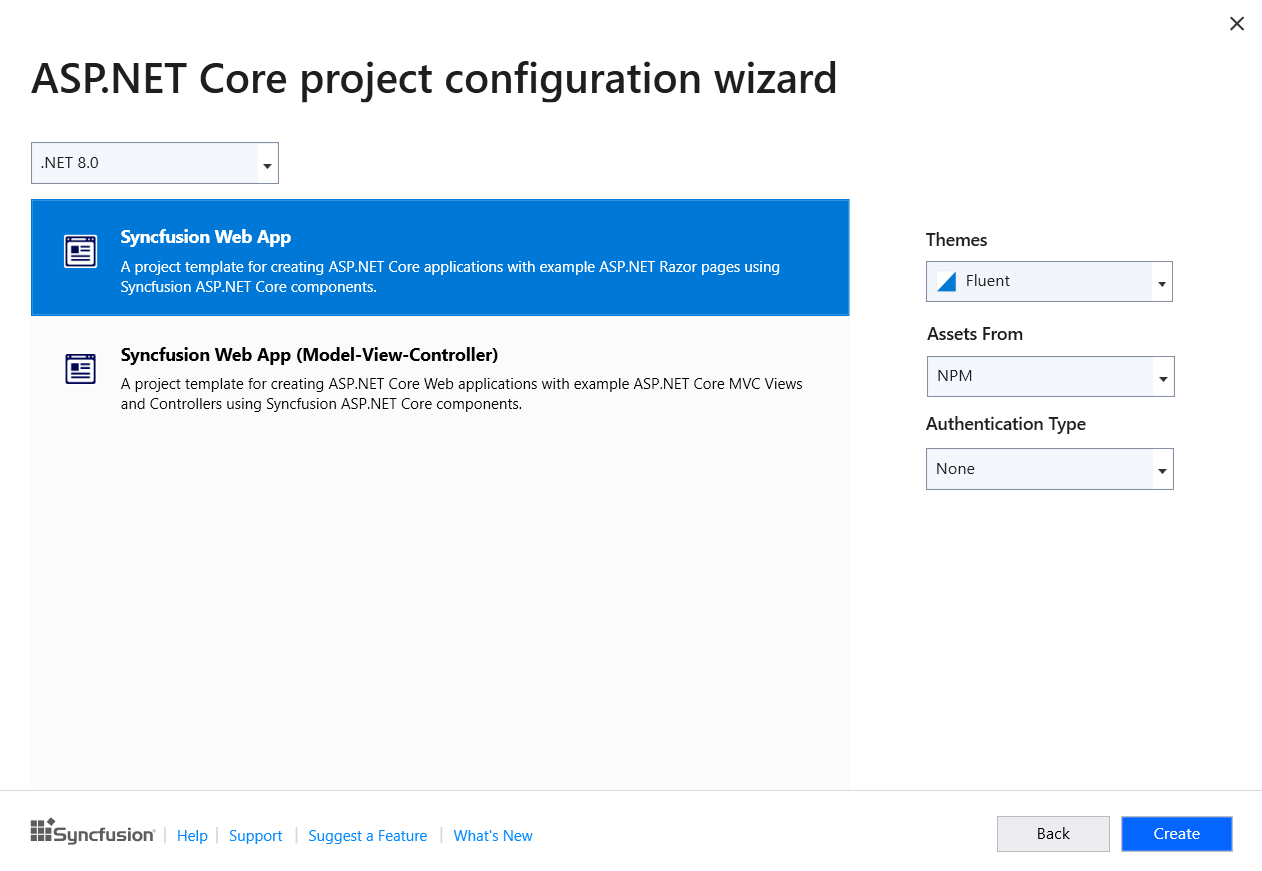 ASP.NET Core project configuration wizard
.NET 8.0
Syncfusion Web App
A project template for creating ASP.NET Core applications with example ASP.NET Razor pages using
Syncfusion ASP.NET Core components.
Syncfusion Web App (Model-View-Controller)
A project template for creating ASP.NET Core Web applications with example ASP.NET Core MVC Views
and Controllers using Syncfusion ASP.NET Core components.
Themes
Fluent
Assets From
NPM
Authentication Type
None
Syncfusion | Help | Support | Suggest a Feature | What's New
Back
Create